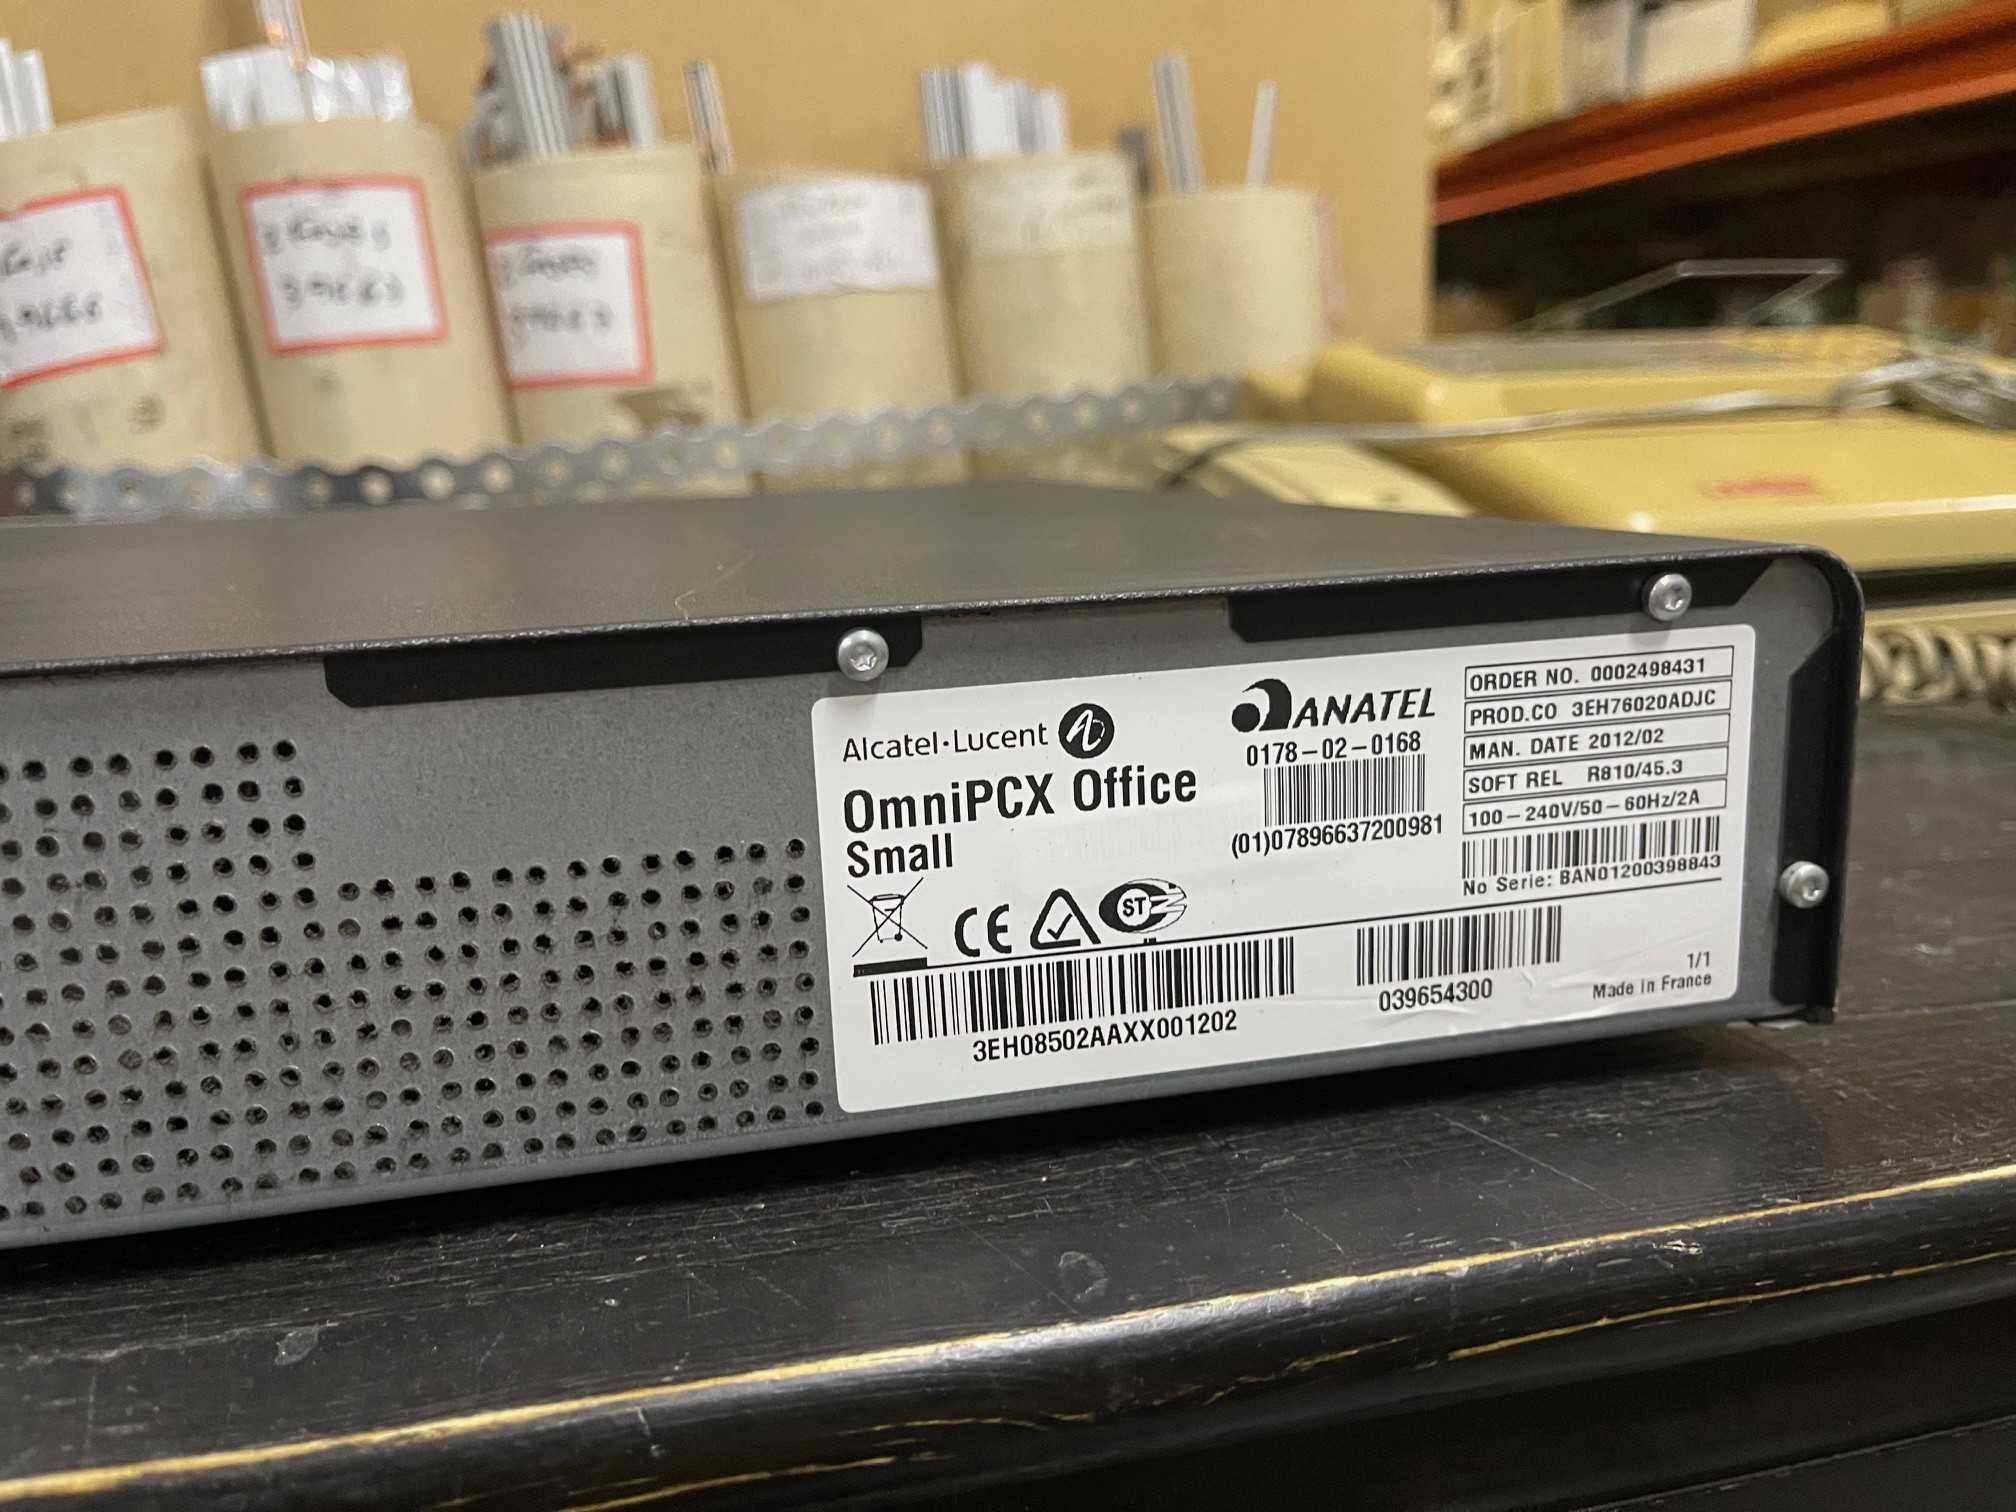 Alcatel·Lucent
OmniPCX Office
Small
CE
ST
ANATEL
0178-02-0168
(01)07896637200981
ORDER NO. 0002498431
PROD.CO 3EH76020ADJC
MAN. DATE 2012/02
SOFT REL R810/45.3
100-240V/50-60Hz/2A
No Serie: BAN01200398843
3EH08502AAXX001202
039654300
1/1
Made in France